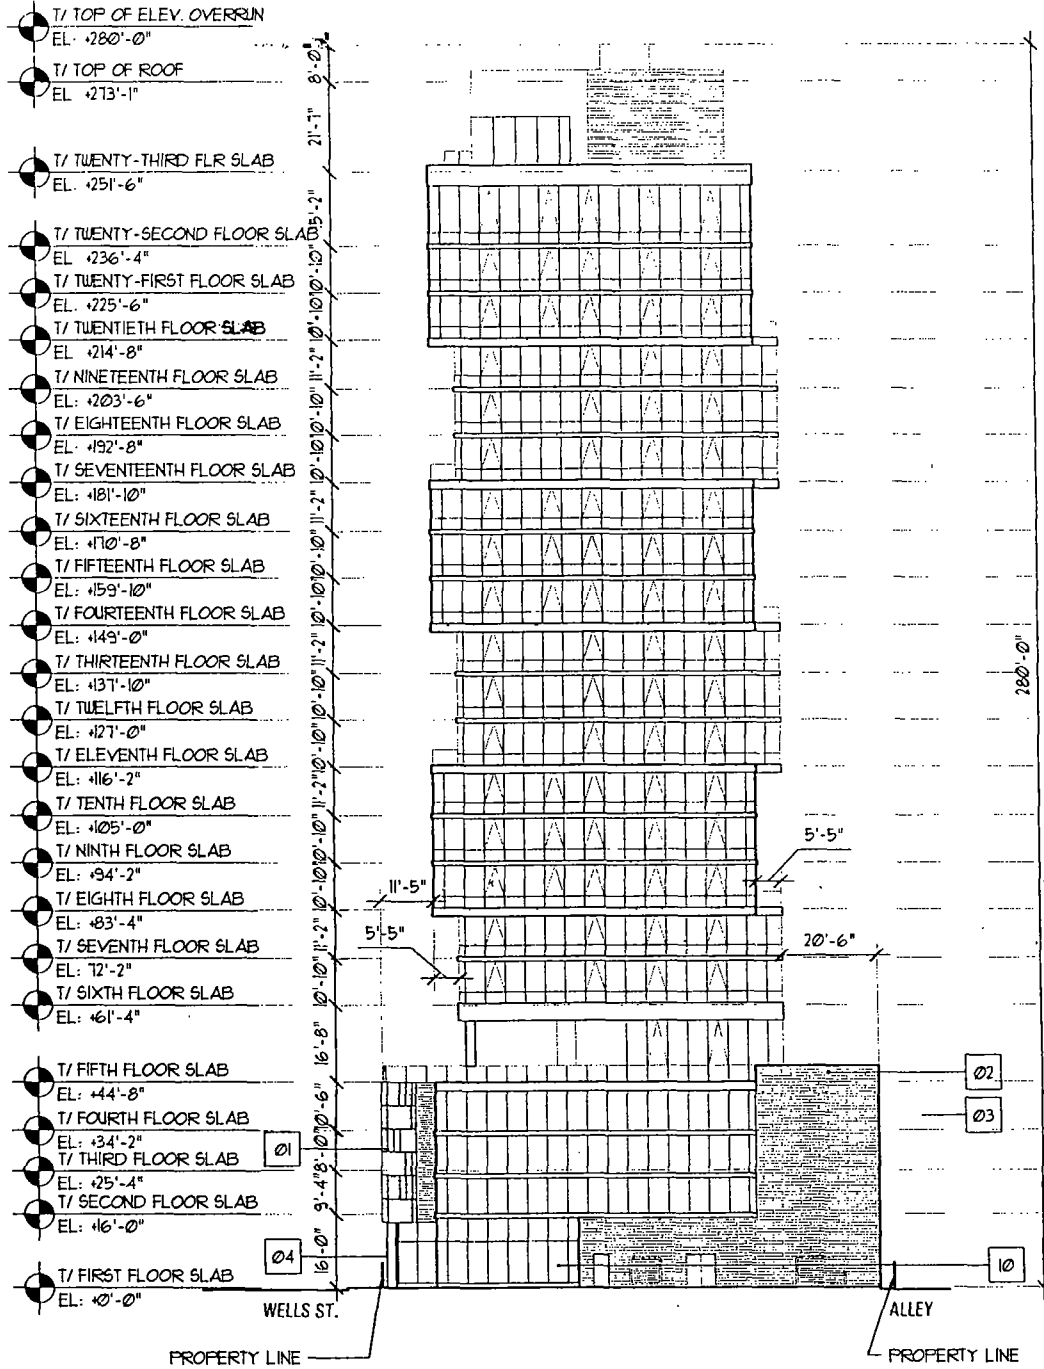 T/ TOP OF ELEV. OVERRUN
EL· +280'-0"
T/ TOP OF ROOF
EL +273'-1"
T/ TWENTY-THIRD FLR SLAB
EL. +251'-6"
T/ TWENTY-SECOND FLOOR SLAB
EL +236'-4"
T/ TWENTY-FIRST FLOOR SLAB
EL. +225'-6"
T/ TWENTIETH FLOOR SLAB
EL +214'-8"
T/ NINETEENTH FLOOR SLAB
EL: +203'-6"
T/ EIGHTEENTH FLOOR SLAB
EL· +192'-8"
T/ SEVENTEENTH FLOOR SLAB
EL: +181'-10"
T/ SIXTEENTH FLOOR SLAB
EL: +170'-8"
T/ FIFTEENTH FLOOR SLAB
EL: +159'-10"
T/ FOURTEENTH FLOOR SLAB
EL: +149'-0"
T/ THIRTEENTH FLOOR SLAB
EL: +137'-10"
T/ TWELFTH FLOOR SLAB
EL: +127'-0"
T/ ELEVENTH FLOOR SLAB
EL: +116'-2"
T/ TENTH FLOOR SLAB
EL: +105'-0"
T/ NINTH FLOOR SLAB
EL: +94'-2"
T/ EIGHTH FLOOR SLAB
EL: +83'-4"
T/ SEVENTH FLOOR SLAB
EL: 72'-2"
T/ SIXTH FLOOR SLAB
EL: +61'-4"
T/ FIFTH FLOOR SLAB
EL: +44'-8"
T/ FOURTH FLOOR SLAB
EL: +34'-2"
T/ THIRD FLOOR SLAB
EL: +25'-4"
T/ SECOND FLOOR SLAB
EL: +16'-0"
T/ FIRST FLOOR SLAB
EL: +0'-0"
8'-0"
21'-7"
10'-10"
10'-10"
11'-2"
10'-10"
10'-10"
11'-2"
10'-10"
10'-10"
11'-2"
10'-10"
10'-10"
11'-2"
10'-10"
10'-10"
11'-2"
10'-10"
16'-8"
9'-4"
16'-0"
280'-0"
5'-5"
11'-5"
5'-5"
20'-6"
02
03
01
04
10
WELLS ST.
ALLEY
PROPERTY LINE
PROPERTY LINE